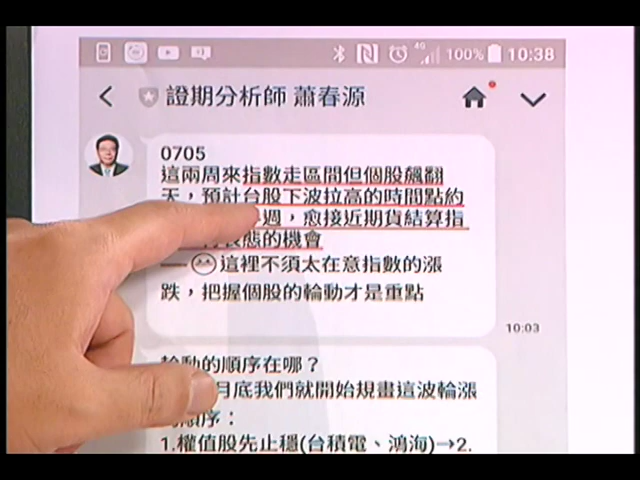 4G 100% 10:38
證期分析師 蕭春源
0705
這兩周來指數走區間但個股飆翻
天，預計台股下波拉高的時間點約
週，愈接近期貨結算指
表態的機會
這裡不須太在意指數的漲
跌，把握個股的輪動才是重點
10:03
輪動的順序在哪？
月底我們就開始規畫這波輪漲
順序：
1.權值股先止穩(台積電、鴻海)→2.